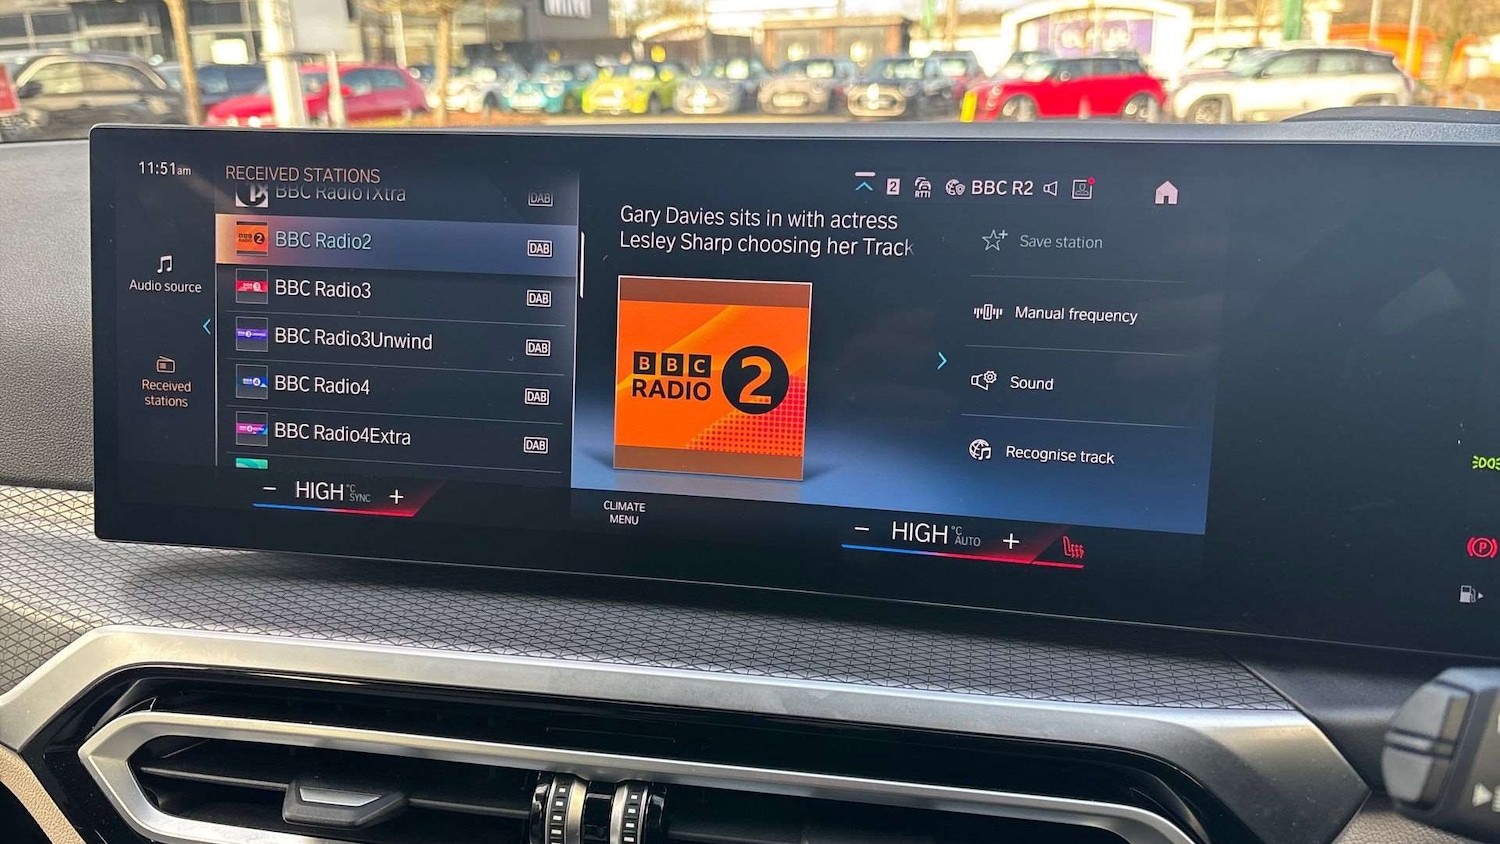 11:51am
RECEIVED STATIONS
BBC Radio1Xtra DAB
BBC Radio2 DAB
BBC Radio3 DAB
BBC Radio3Unwind DAB
BBC Radio4 DAB
BBC Radio4Extra DAB
Audio source
Received
stations
− HIGH °C SYNC +
Gary Davies sits in with actress
Lesley Sharp choosing her Track
BBC
RADIO 2
CLIMATE
MENU
2 RTTI BBC R2
Save station
Manual frequency
Sound
Recognise track
− HIGH °C AUTO +
P